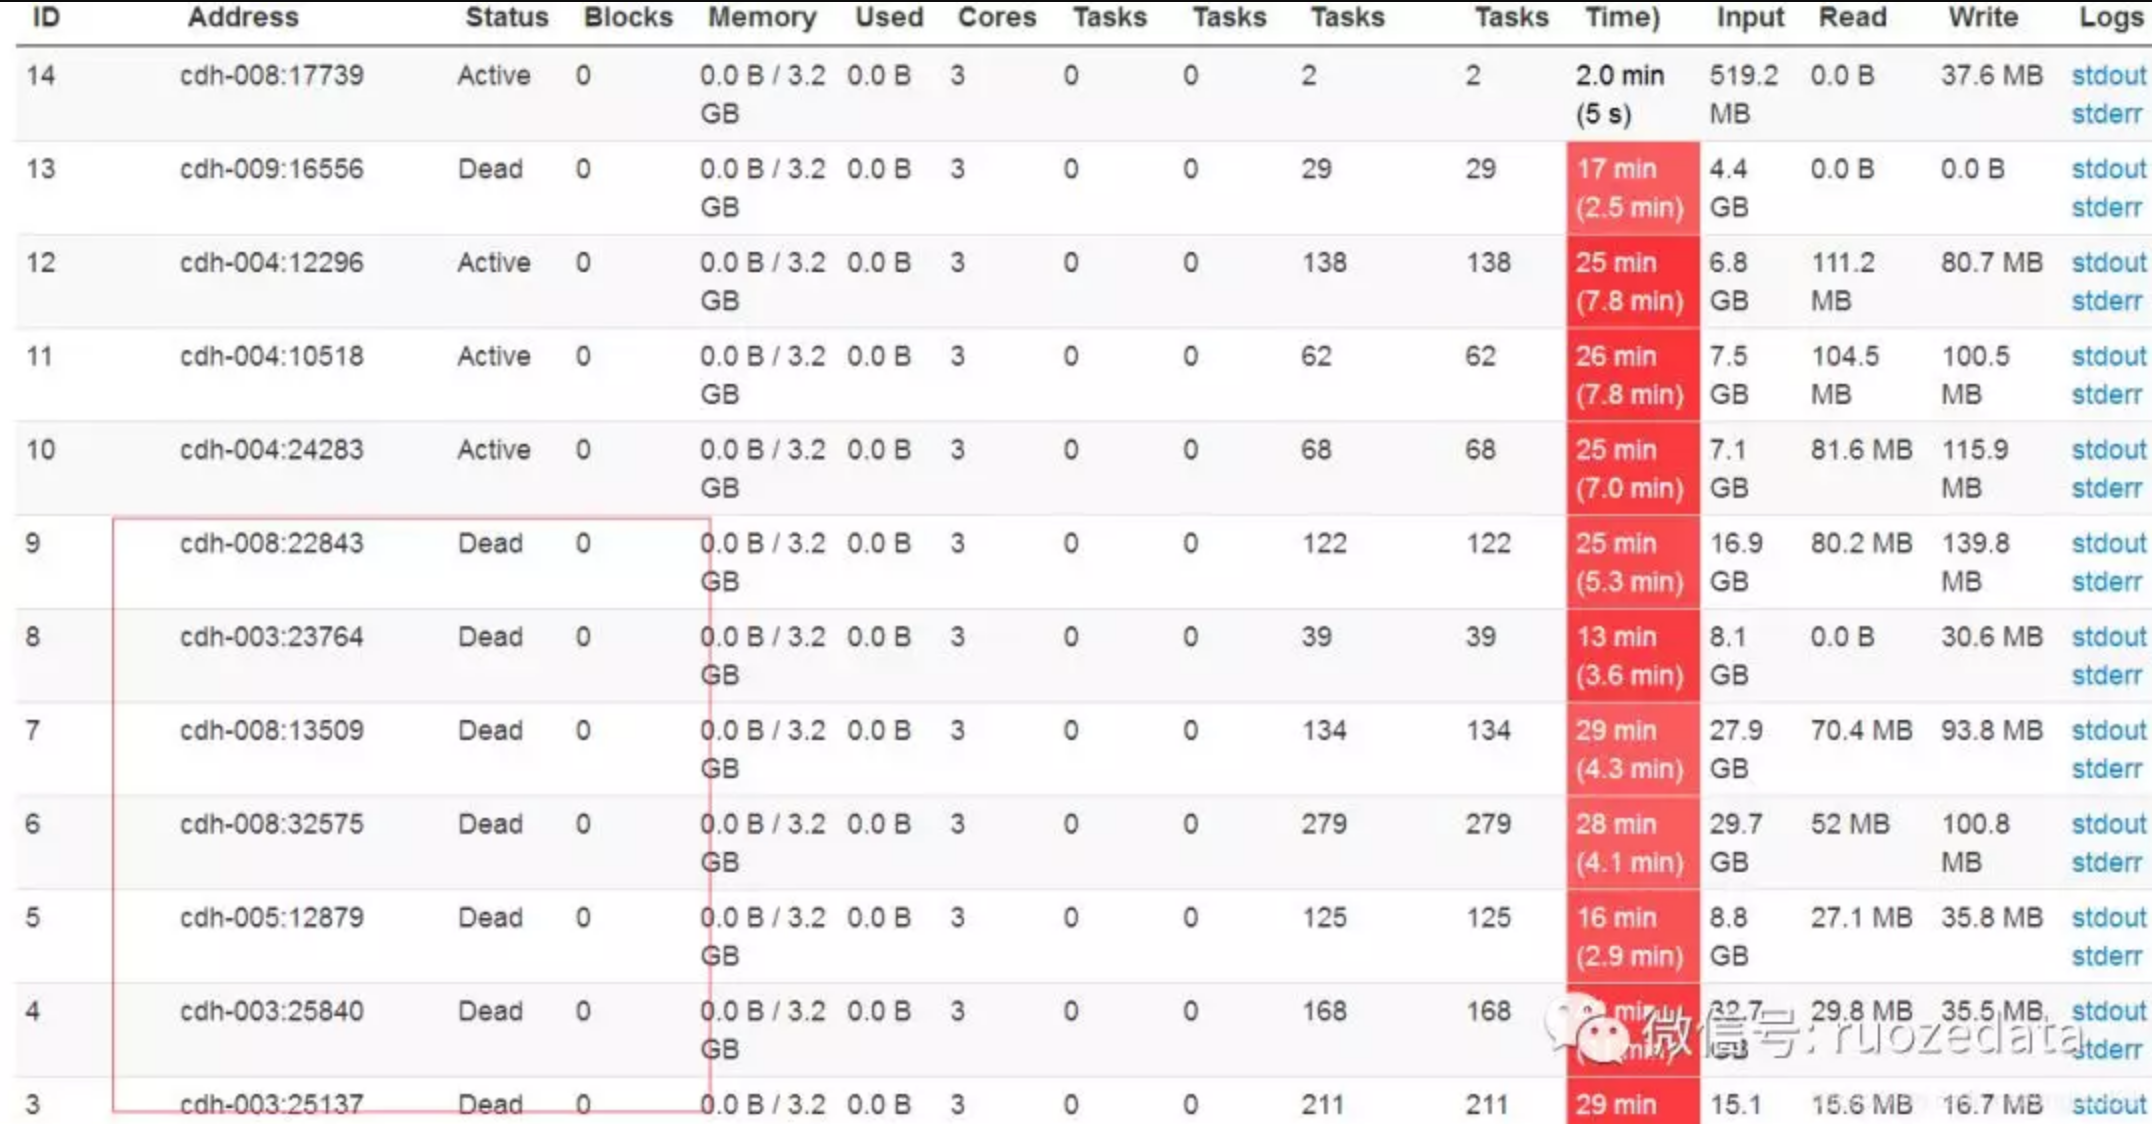 ID Address Status Blocks Memory Used Cores Tasks Tasks Tasks Tasks Time) Input Read Write Logs
14 cdh-008:17739 Active 0 0.0 B / 3.2 0.0 B 3 0 0 2 2 2.0 min 519.2 0.0 B 37.6 MB stdout
GB (5 s) MB stderr
13 cdh-009:16556 Dead 0 0.0 B / 3.2 0.0 B 3 0 0 29 29 17 min 4.4 0.0 B 0.0 B stdout
GB (2.5 min) GB stderr
12 cdh-004:12296 Active 0 0.0 B / 3.2 0.0 B 3 0 0 138 138 25 min 6.8 111.2 80.7 MB stdout
GB (7.8 min) GB MB stderr
11 cdh-004:10518 Active 0 0.0 B / 3.2 0.0 B 3 0 0 62 62 26 min 7.5 104.5 100.5 stdout
GB (7.8 min) GB MB MB stderr
10 cdh-004:24283 Active 0 0.0 B / 3.2 0.0 B 3 0 0 68 68 25 min 7.1 81.6 MB 115.9 stdout
GB (7.0 min) GB MB stderr
9 cdh-008:22843 Dead 0 0.0 B / 3.2 0.0 B 3 0 0 122 122 25 min 16.9 80.2 MB 139.8 stdout
GB (5.3 min) GB MB stderr
8 cdh-003:23764 Dead 0 0.0 B / 3.2 0.0 B 3 0 0 39 39 13 min 8.1 0.0 B 30.6 MB stdout
GB (3.6 min) GB stderr
7 cdh-008:13509 Dead 0 0.0 B / 3.2 0.0 B 3 0 0 134 134 29 min 27.9 70.4 MB 93.8 MB stdout
GB (4.3 min) GB stderr
6 cdh-008:32575 Dead 0 0.0 B / 3.2 0.0 B 3 0 0 279 279 28 min 29.7 52 MB 100.8 stdout
GB (4.1 min) GB MB stderr
5 cdh-005:12879 Dead 0 0.0 B / 3.2 0.0 B 3 0 0 125 125 16 min 8.8 27.1 MB 35.8 MB stdout
GB (2.9 min) GB stderr
4 cdh-003:25840 Dead 0 0.0 B / 3.2 0.0 B 3 0 0 168 168 min 32.7 29.8 MB 35.5 MB stdout
GB min) GB stderr
微信号: ruozedata
3 cdh-003:25137 Dead 0 0.0 B / 3.2 0.0 B 3 0 0 211 211 29 min 15.1 15.6 MB 16.7 MB stdout